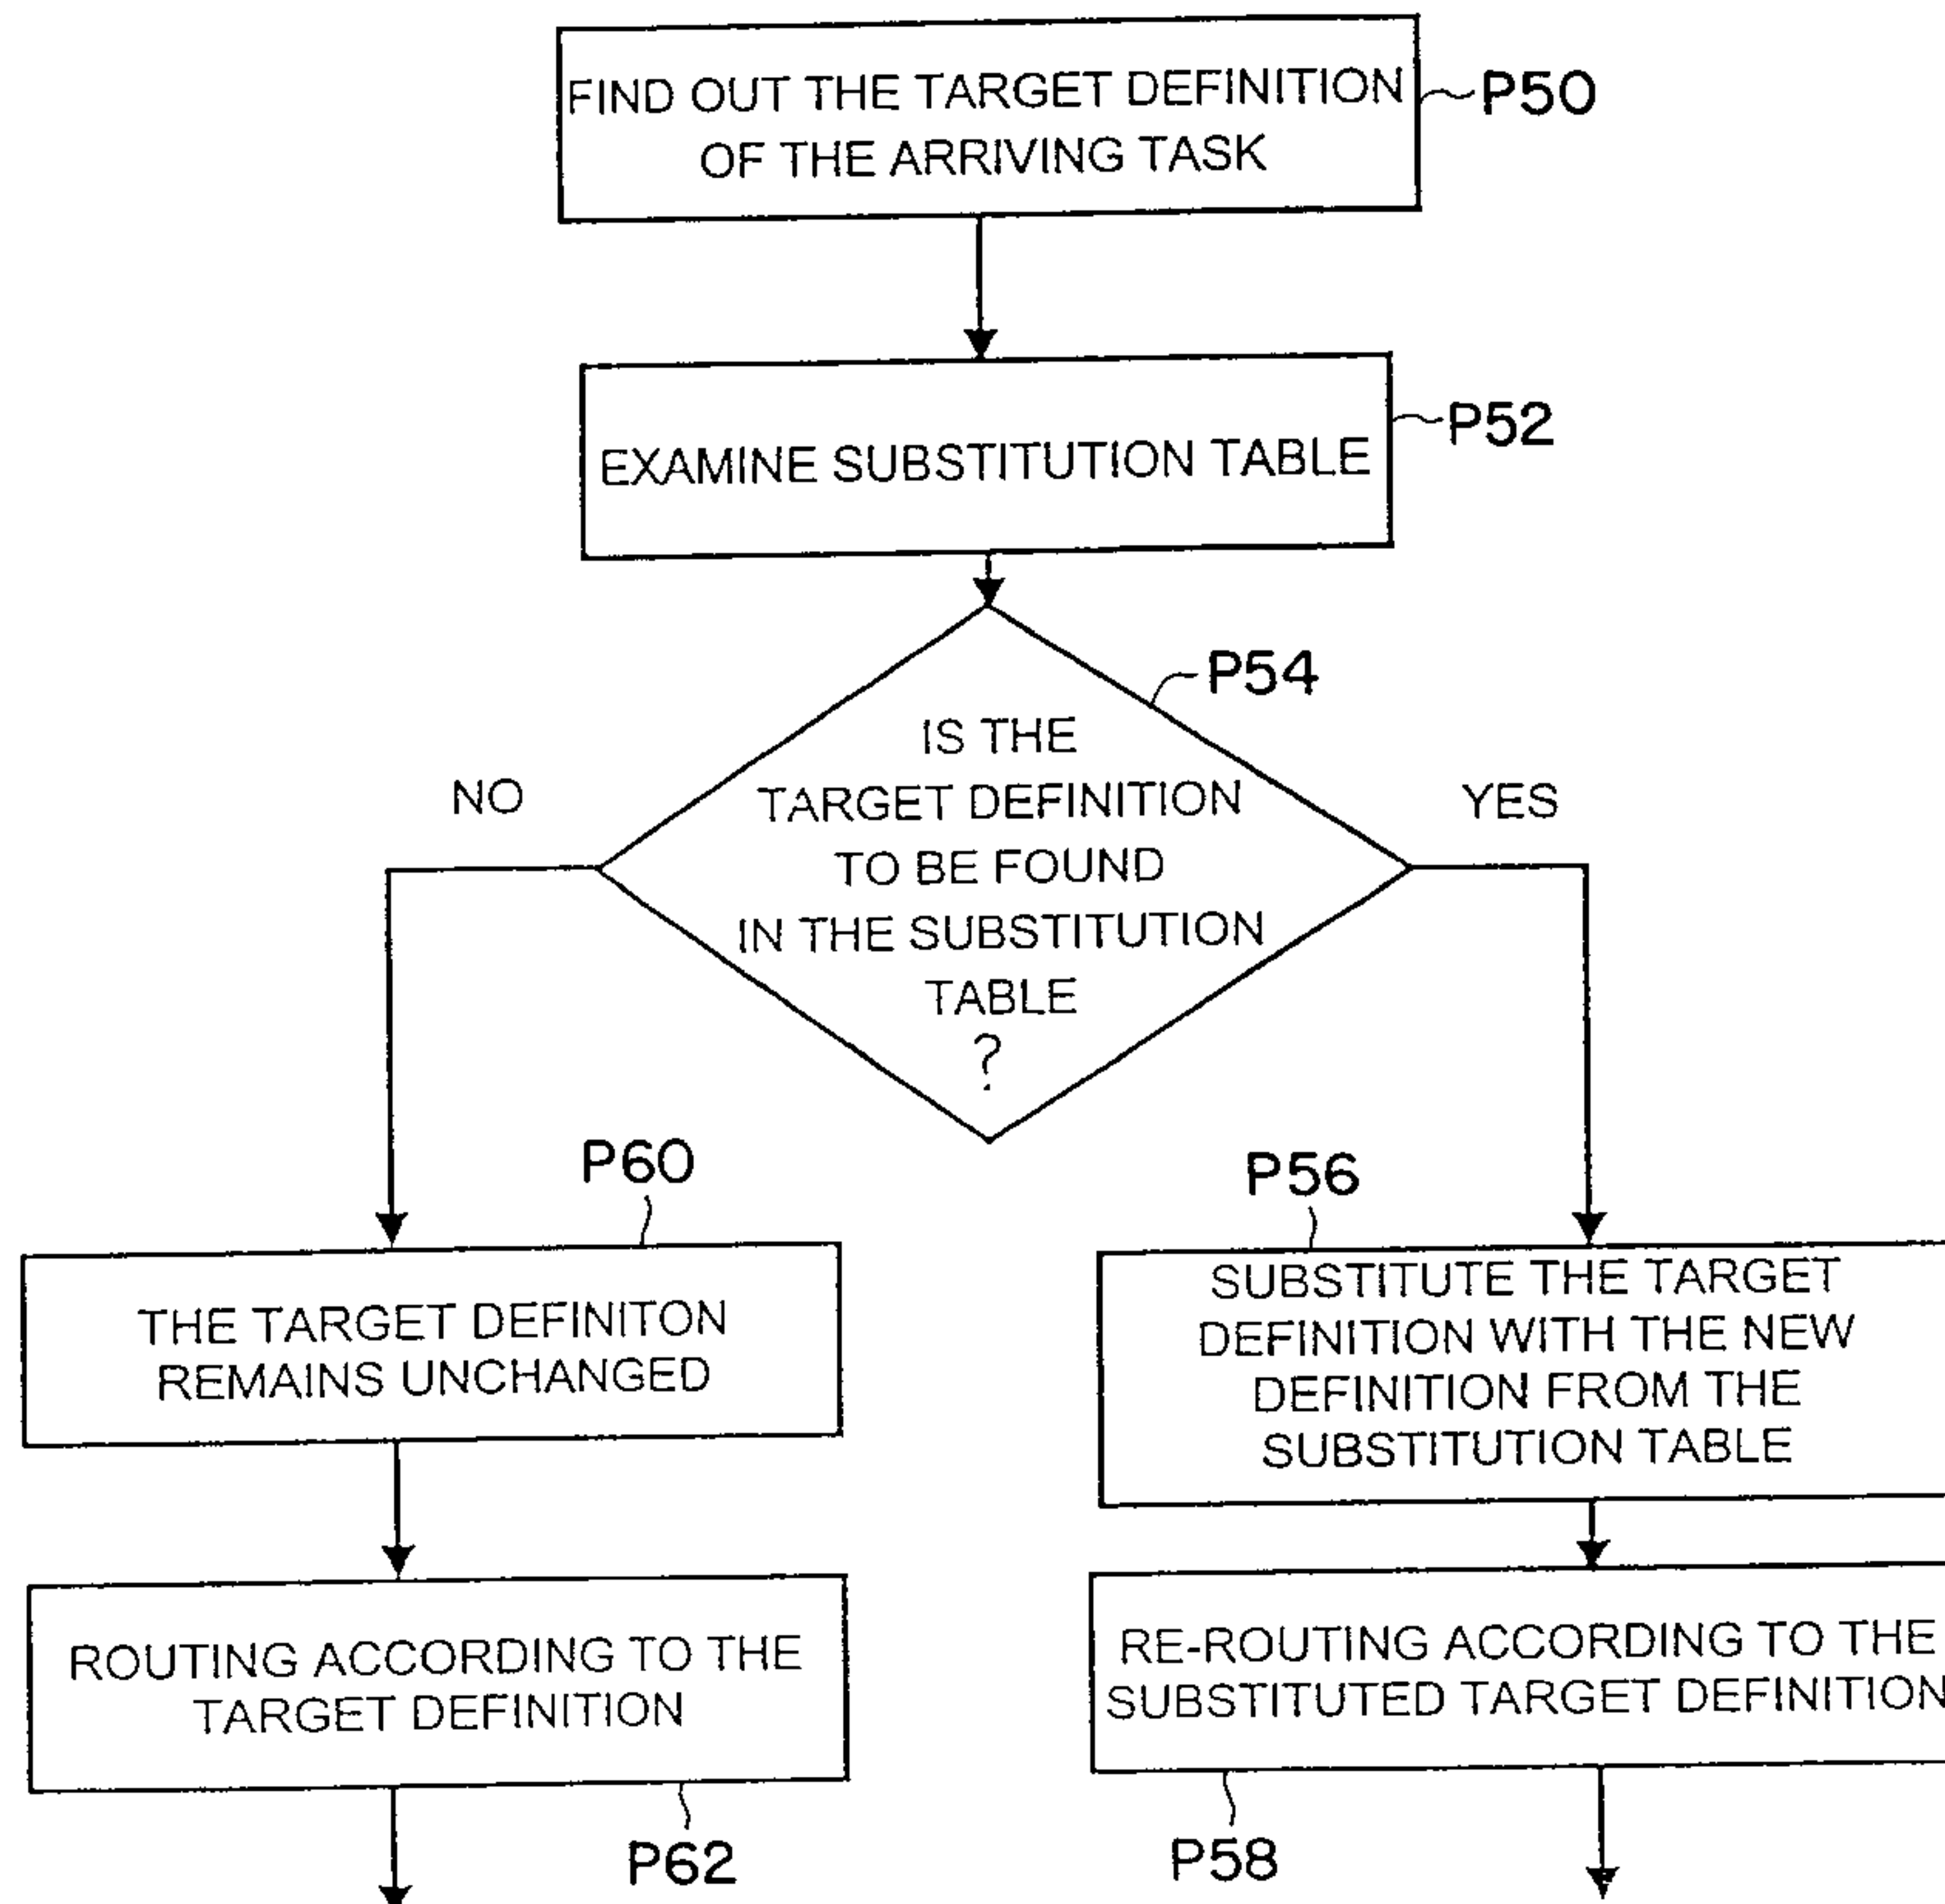 FIND OUT THE TARGET DEFINITION
OF THE ARRIVING TASK
P50
EXAMINE SUBSTITUTION TABLE
P52
P54
IS THE
TARGET DEFINITION
TO BE FOUND
IN THE SUBSTITUTION
TABLE
?
NO
YES
P60
THE TARGET DEFINITON
REMAINS UNCHANGED
P56
SUBSTITUTE THE TARGET
DEFINITION WITH THE NEW
DEFINITION FROM THE
SUBSTITUTION TABLE
ROUTING ACCORDING TO THE
TARGET DEFINITION
P62
RE-ROUTING ACCORDING TO THE
SUBSTITUTED TARGET DEFINITION
P58